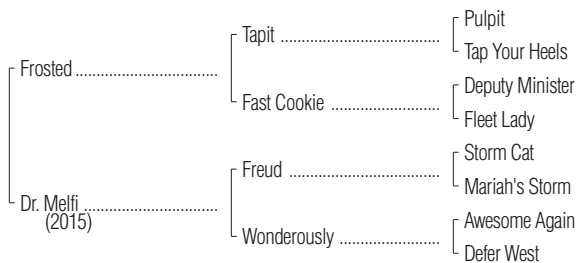 Pulpit
Tapit
Tap Your Heels
Frosted
Deputy Minister
Fast Cookie
Fleet Lady
Storm Cat
Freud
Mariah's Storm
Dr. Melfi
(2015)
Awesome Again
Wonderously
Defer West